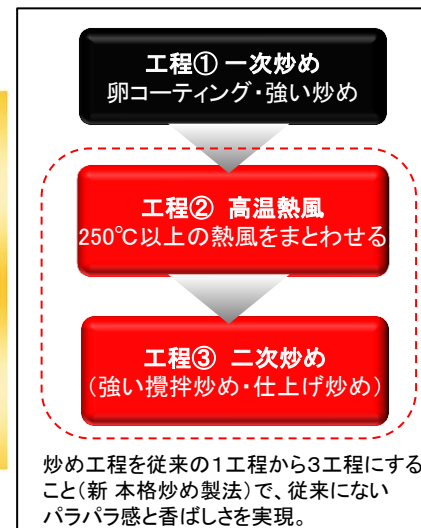 工程① 一次炒め
卵コーティング・強い炒め
工程② 高温熱風
250℃以上の熱風をまとわせる
工程③ 二次炒め
(強い攪拌炒め・仕上げ炒め)
炒め工程を従来の1工程から3工程にする
こと(新 本格炒め製法)で、従来にない
パラパラ感と香ばしさを実現。